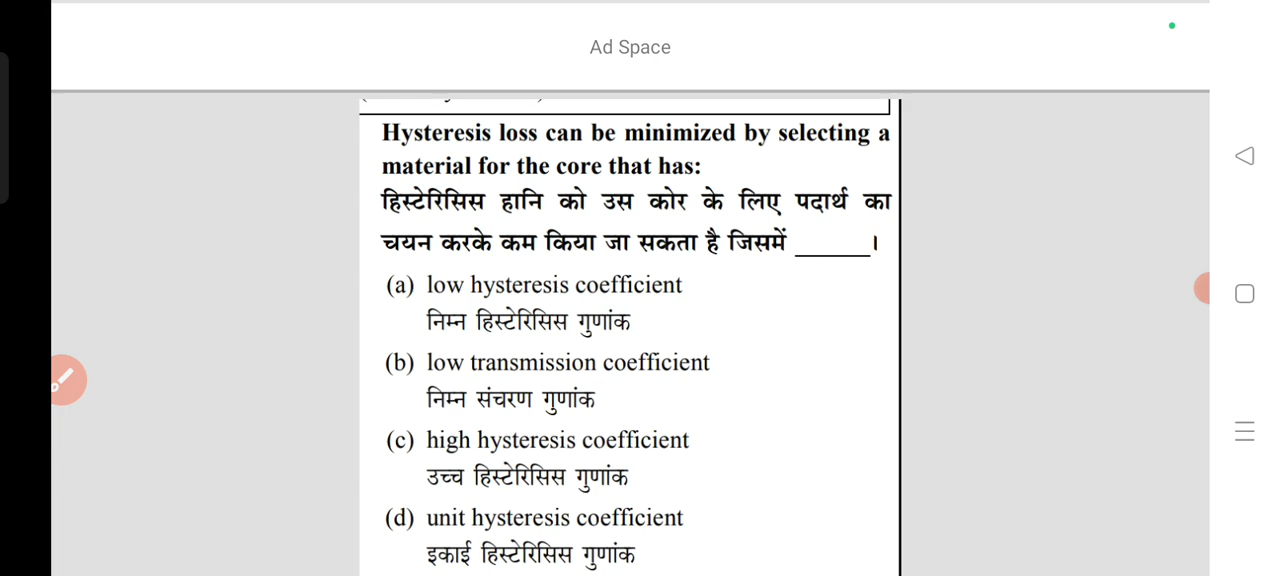 Ad Space
Hysteresis loss can be minimized by selecting a
material for the core that has:
हिस्टेरिसिस हानि को उस कोर के लिए पदार्थ का
चयन करके कम किया जा सकता है जिसमें ______।
(a) low hysteresis coefficient
निम्न हिस्टेरिसिस गुणांक
(b) low transmission coefficient
निम्न संचरण गुणांक
(c) high hysteresis coefficient
उच्च हिस्टेरिसिस गुणांक
(d) unit hysteresis coefficient
इकाई हिस्टेरिसिस गुणांक